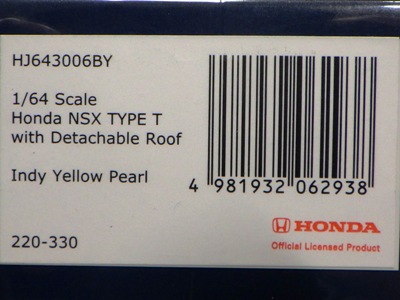 HJ643006BY
1/64 Scale
Honda NSX TYPE T
with Detachable Roof
Indy Yellow Pearl
4 981932 062938
HONDA
Official Licensed Product
220-330